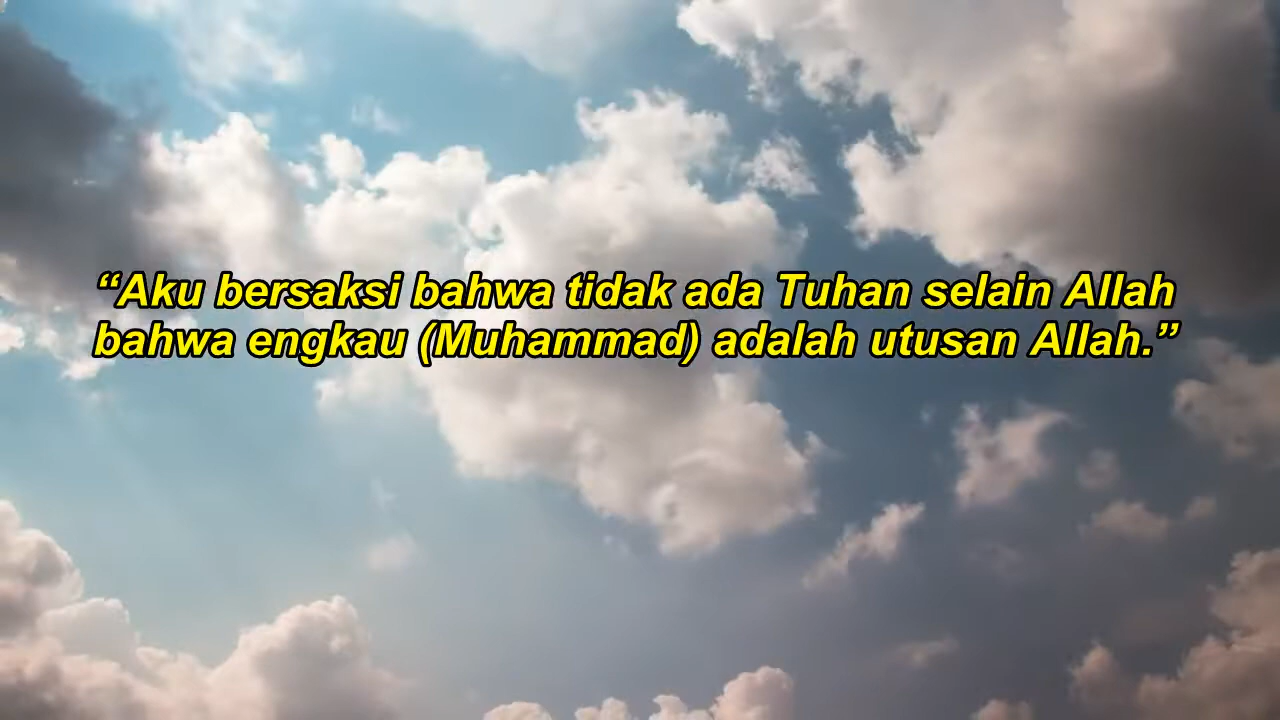 “Aku bersaksi bahwa tidak ada Tuhan selain Allah
bahwa engkau (Muhammad) adalah utusan Allah.”